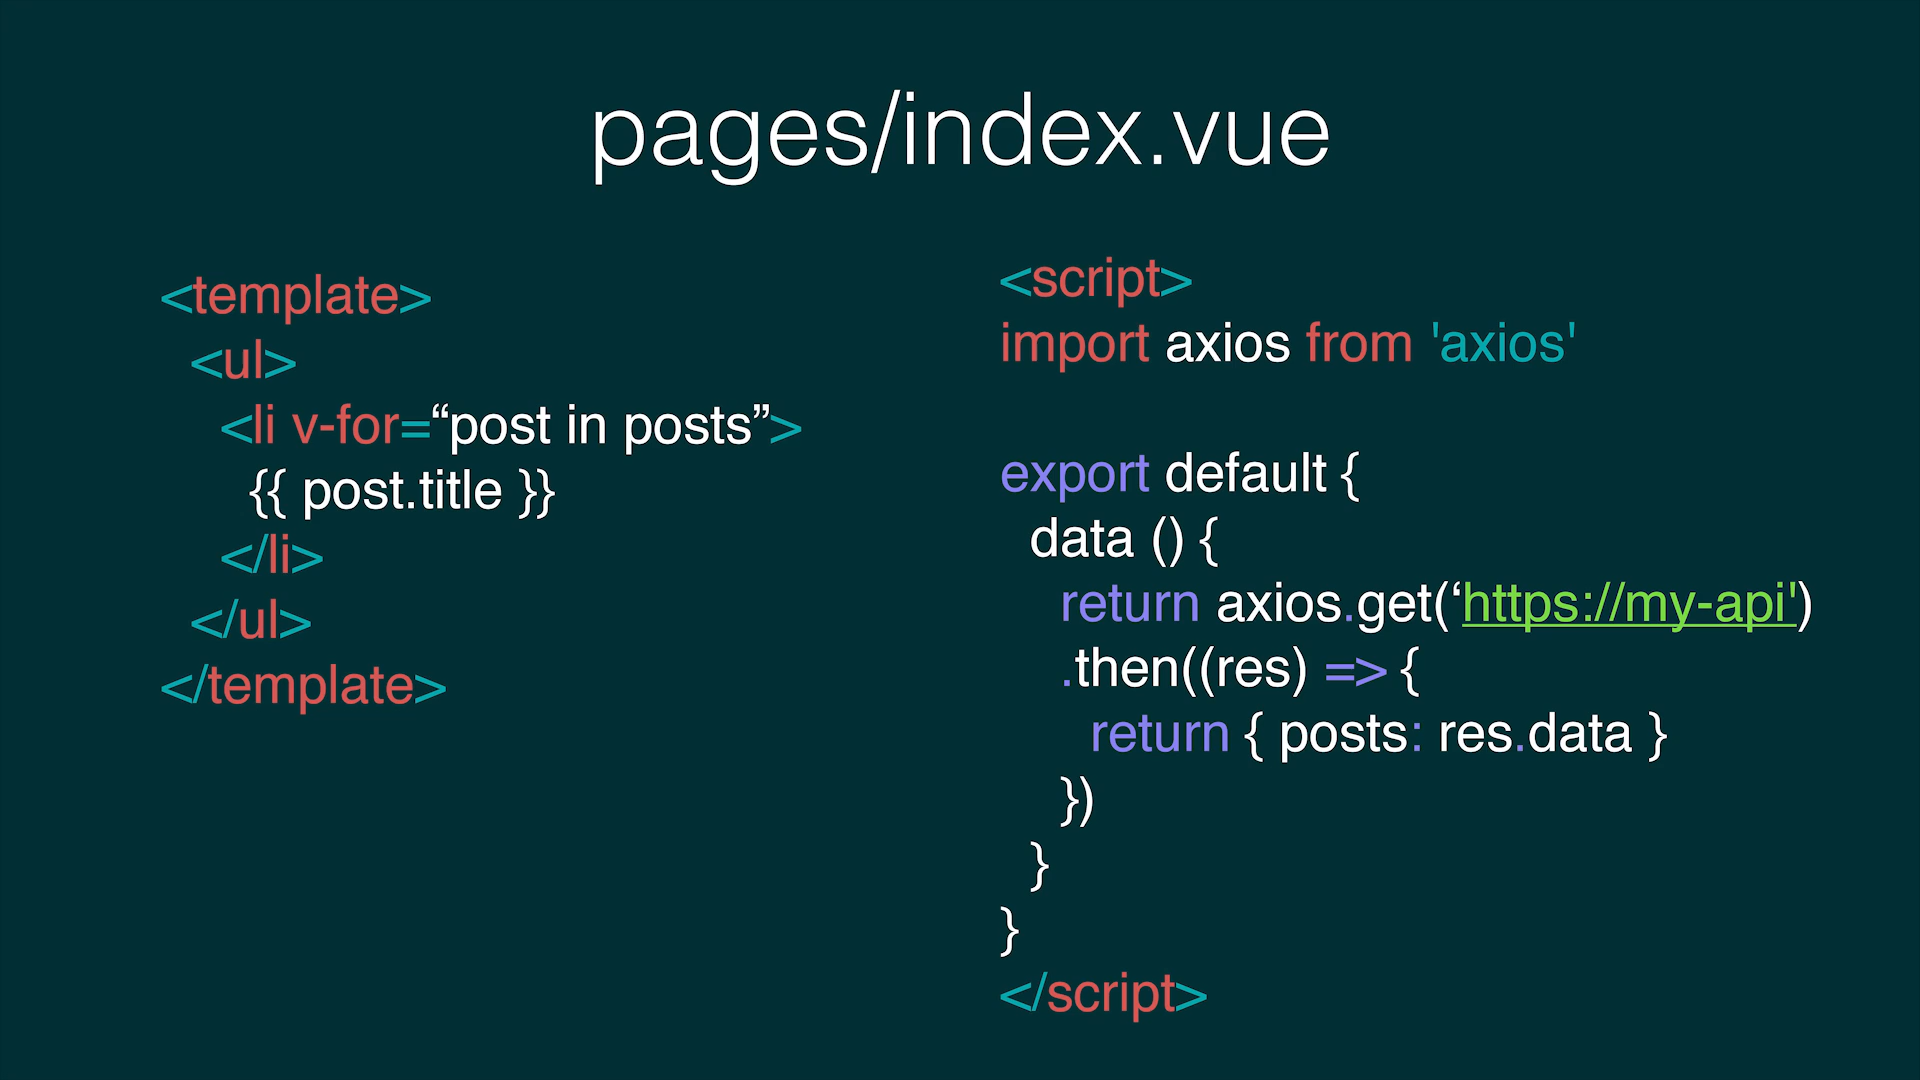 pages/index.vue
<template>
<ul>
<li v-for=“post in posts”>
{{ post.title }}
</li>
</ul>
</template>
<script>
import axios from 'axios'
export default {
data () {
return axios.get(‘https://my-api')
.then((res) => {
return { posts: res.data }
})
}
}
</script>